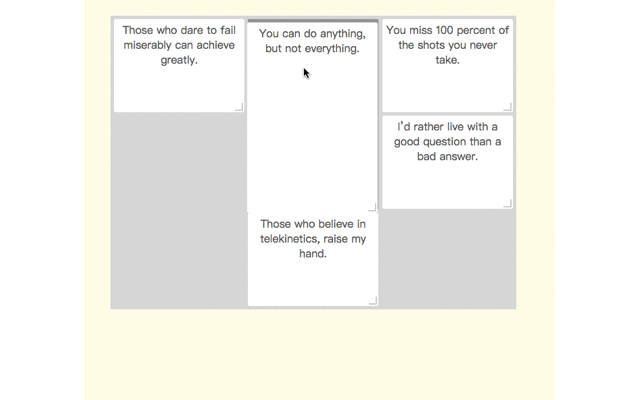 Those who dare to fail
miserably can achieve
greatly.
You can do anything,
but not everything.
You miss 100 percent of
the shots you never
take.
I'd rather live with a
good question than a
bad answer.
Those who believe in
telekinetics, raise my
hand.